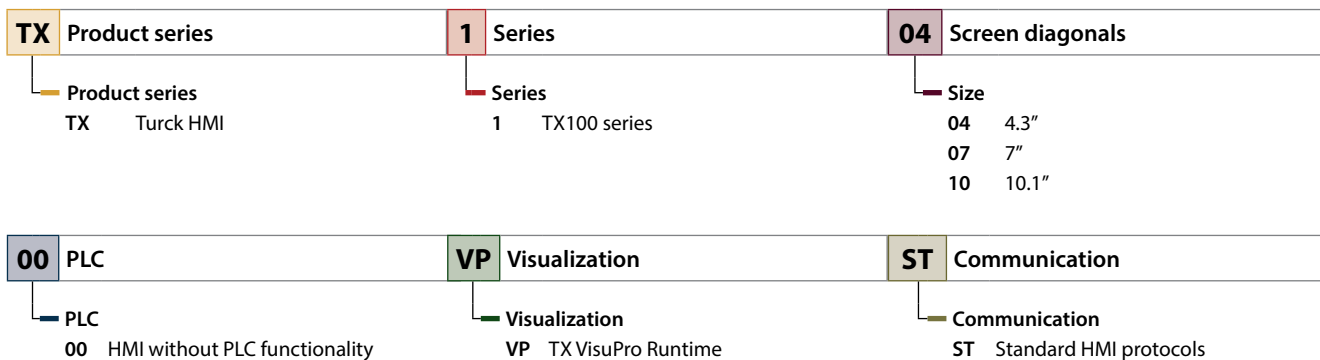 TX Product series
Product series
TX Turck HMI
1 Series
Series
1 TX100 series
04 Screen diagonals
Size
04 4.3″
07 7″
10 10.1″
00 PLC
PLC
00 HMI without PLC functionality
VP Visualization
Visualization
VP TX VisuPro Runtime
ST Communication
Communication
ST Standard HMI protocols